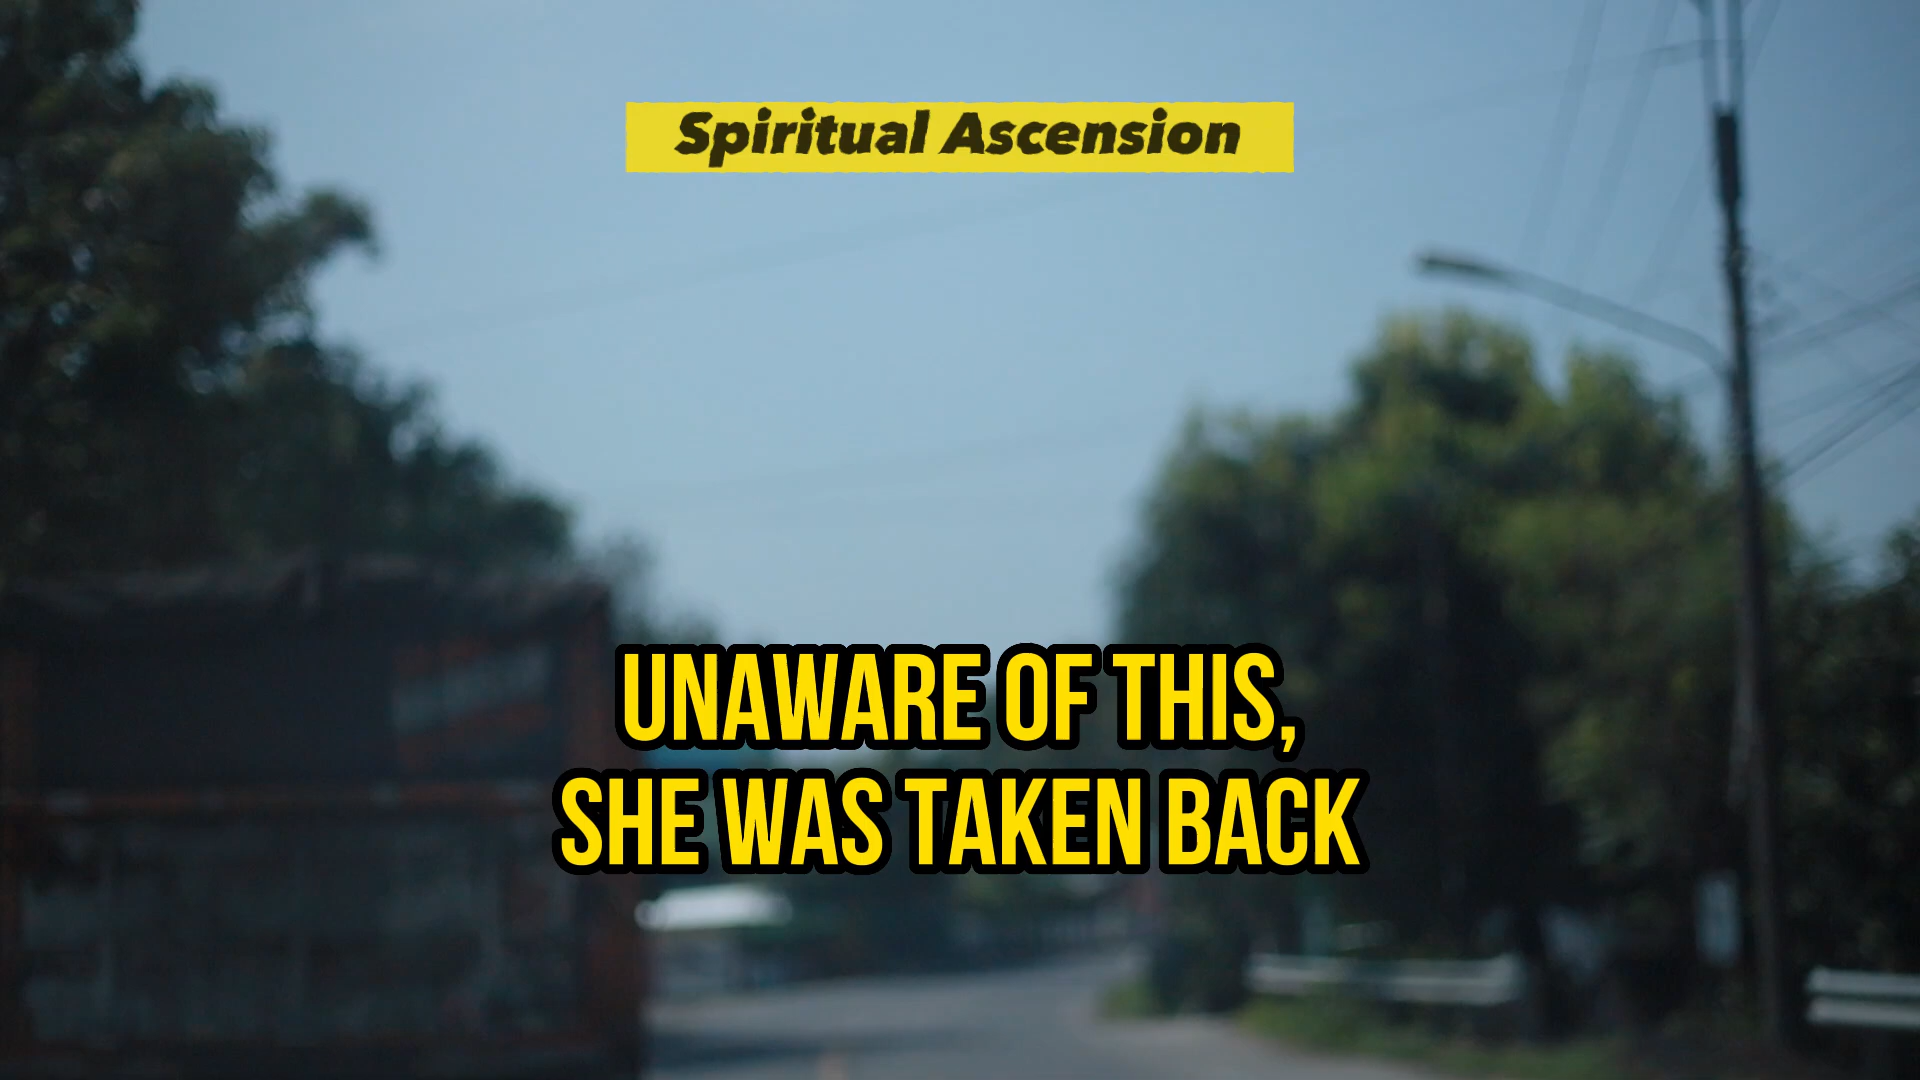 Spiritual Ascension
UNAWARE OF THIS,
SHE WAS TAKEN BACK